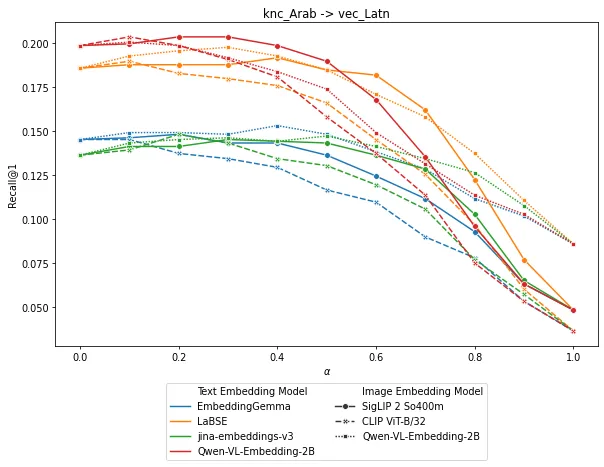 knc_Arab -> vec_Latn
Recall@1
0.200
0.175
0.150
0.125
0.100
0.075
0.050
0.0 0.2 0.4 0.6 0.8 1.0
α
Text Embedding Model
EmbeddingGemma
LaBSE
jina-embeddings-v3
Qwen-VL-Embedding-2B
Image Embedding Model
SigLIP 2 So400m
CLIP ViT-B/32
Qwen-VL-Embedding-2B